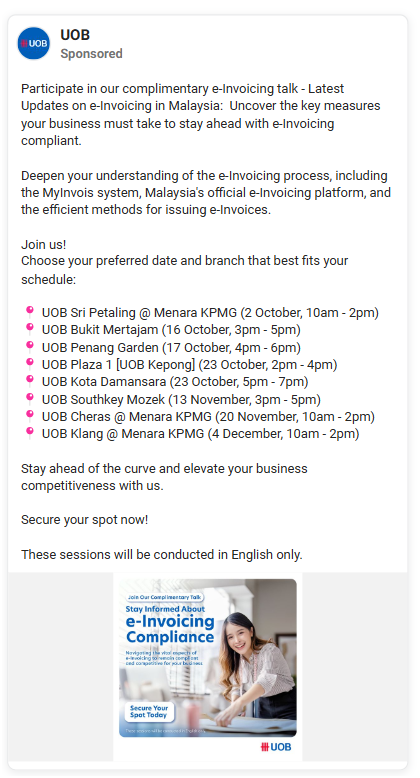 UOB
UOB
Sponsored
Participate in our complimentary e-Invoicing talk - Latest
Updates on e-Invoicing in Malaysia: Uncover the key measures
your business must take to stay ahead with e-Invoicing
compliant.
Deepen your understanding of the e-Invoicing process, including
the MyInvois system, Malaysia's official e-Invoicing platform, and
the efficient methods for issuing e-Invoices.
Join us!
Choose your preferred date and branch that best fits your
schedule:
📍 UOB Sri Petaling @ Menara KPMG (2 October, 10am - 2pm)
📍 UOB Bukit Mertajam (16 October, 3pm - 5pm)
📍 UOB Penang Garden (17 October, 4pm - 6pm)
📍 UOB Plaza 1 [UOB Kepong] (23 October, 2pm - 4pm)
📍 UOB Kota Damansara (23 October, 5pm - 7pm)
📍 UOB Southkey Mozek (13 November, 3pm - 5pm)
📍 UOB Cheras @ Menara KPMG (20 November, 10am - 2pm)
📍 UOB Klang @ Menara KPMG (4 December, 10am - 2pm)
Stay ahead of the curve and elevate your business
competitiveness with us.
Secure your spot now!
These sessions will be conducted in English only.
Join Our Complimentary Talk
Stay Informed About
e-Invoicing
Compliance
Navigating the vital aspects of
e-Invoicing to remain compliant
and competitive for your business
Secure Your
Spot Today
UOB